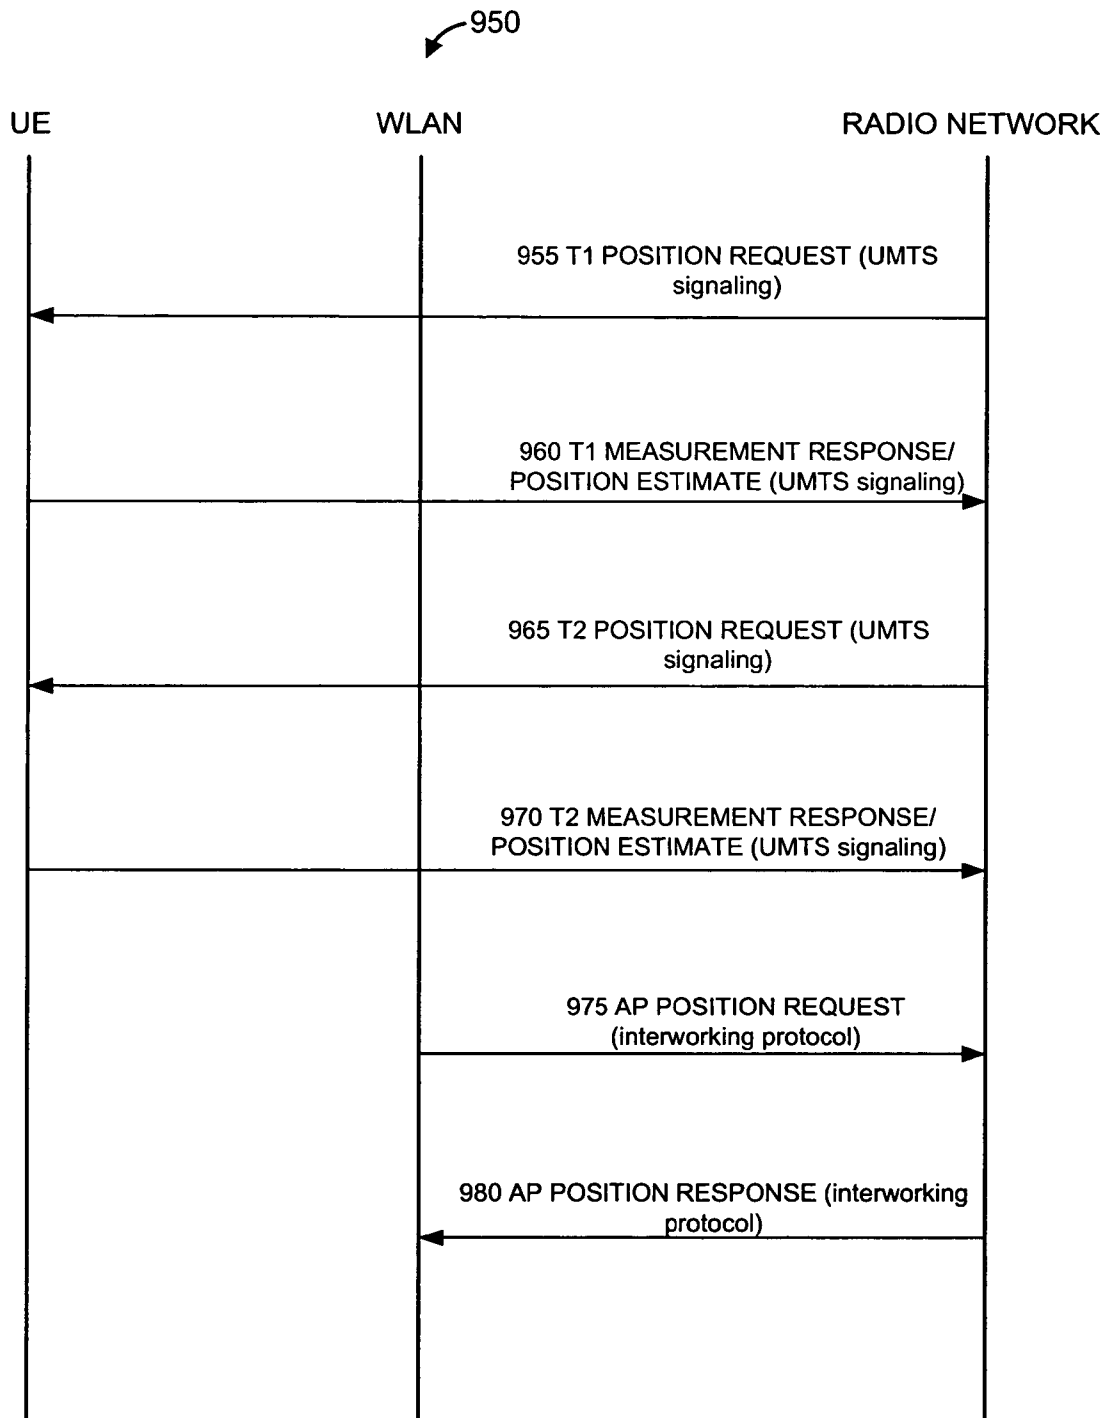 950
UE
WLAN
RADIO NETWORK
955 T1 POSITION REQUEST (UMTS
signaling)
960 T1 MEASUREMENT RESPONSE/
POSITION ESTIMATE (UMTS signaling)
965 T2 POSITION REQUEST (UMTS
signaling)
970 T2 MEASUREMENT RESPONSE/
POSITION ESTIMATE (UMTS signaling)
975 AP POSITION REQUEST
(interworking protocol)
980 AP POSITION RESPONSE (interworking
protocol)